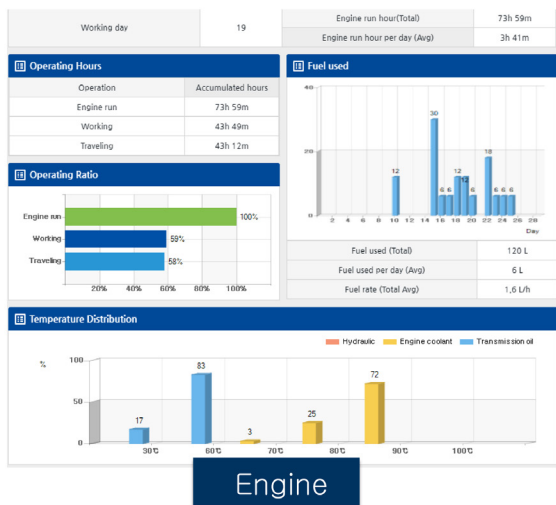 Working day 19 Engine run hour(Total) 73h 59m
Engine run hour per day (Avg) 3h 41m
Operating Hours
Operation Accumulated hours
Engine run 73h 59m
Working 43h 49m
Traveling 43h 12m
Fuel used
40
20
0
12 30 6 6 12 12 6 18 6 6 6
2 4 6 8 10 12 14 16 18 20 22 24 26 28
Day
Fuel used (Total) 120 L
Fuel used per day (Avg) 6 L
Fuel rate (Total Avg) 1,6 L/h
Operating Ratio
Engine run 100%
Working 59%
Traveling 58%
20% 40% 60% 80% 100%
Temperature Distribution
Hydraulic Engine coolant Transmission oil
%
100
50
0
17 83 3 25 72
30℃ 60℃ 70℃ 80℃ 90℃ 100℃
Engine